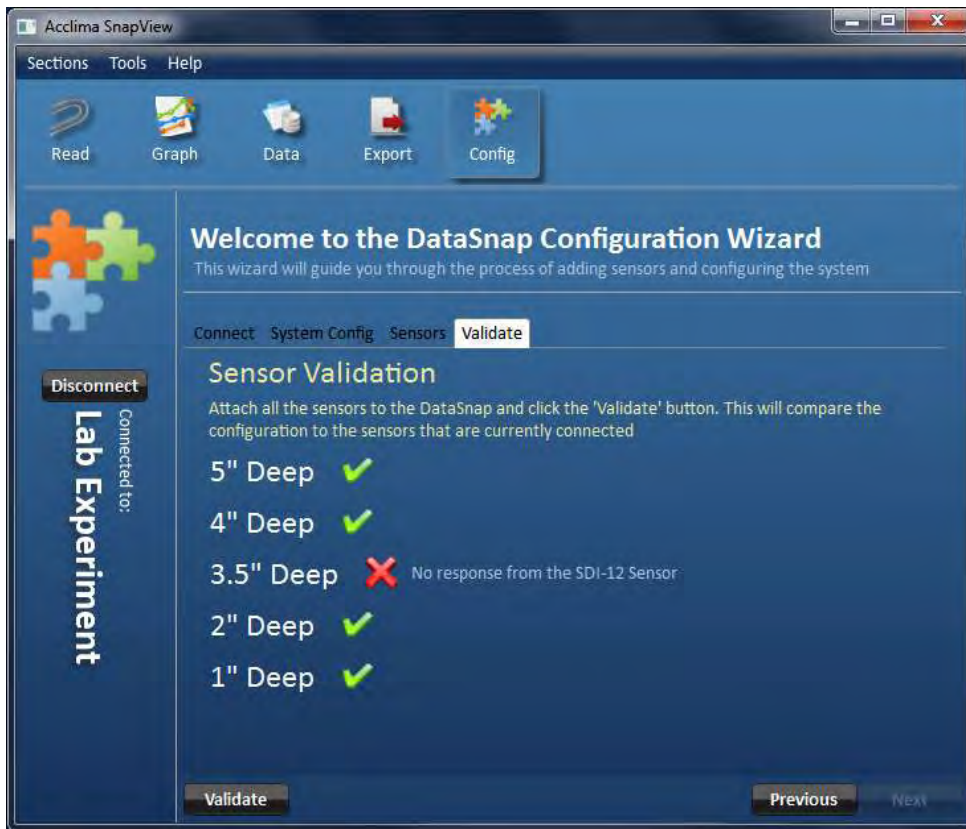 Acclima SnapView
Sections Tools Help
Read Graph Data Export Config
Welcome to the DataSnap Configuration Wizard
This wizard will guide you through the process of adding sensors and configuring the system
Connect System Config Sensors Validate
Disconnect
Connected to:
Lab Experiment
Sensor Validation
Attach all the sensors to the DataSnap and click the 'Validate' button. This will compare the
configuration to the sensors that are currently connected
5" Deep
4" Deep
3.5" Deep No response from the SDI-12 Sensor
2" Deep
1" Deep
Validate Previous Next